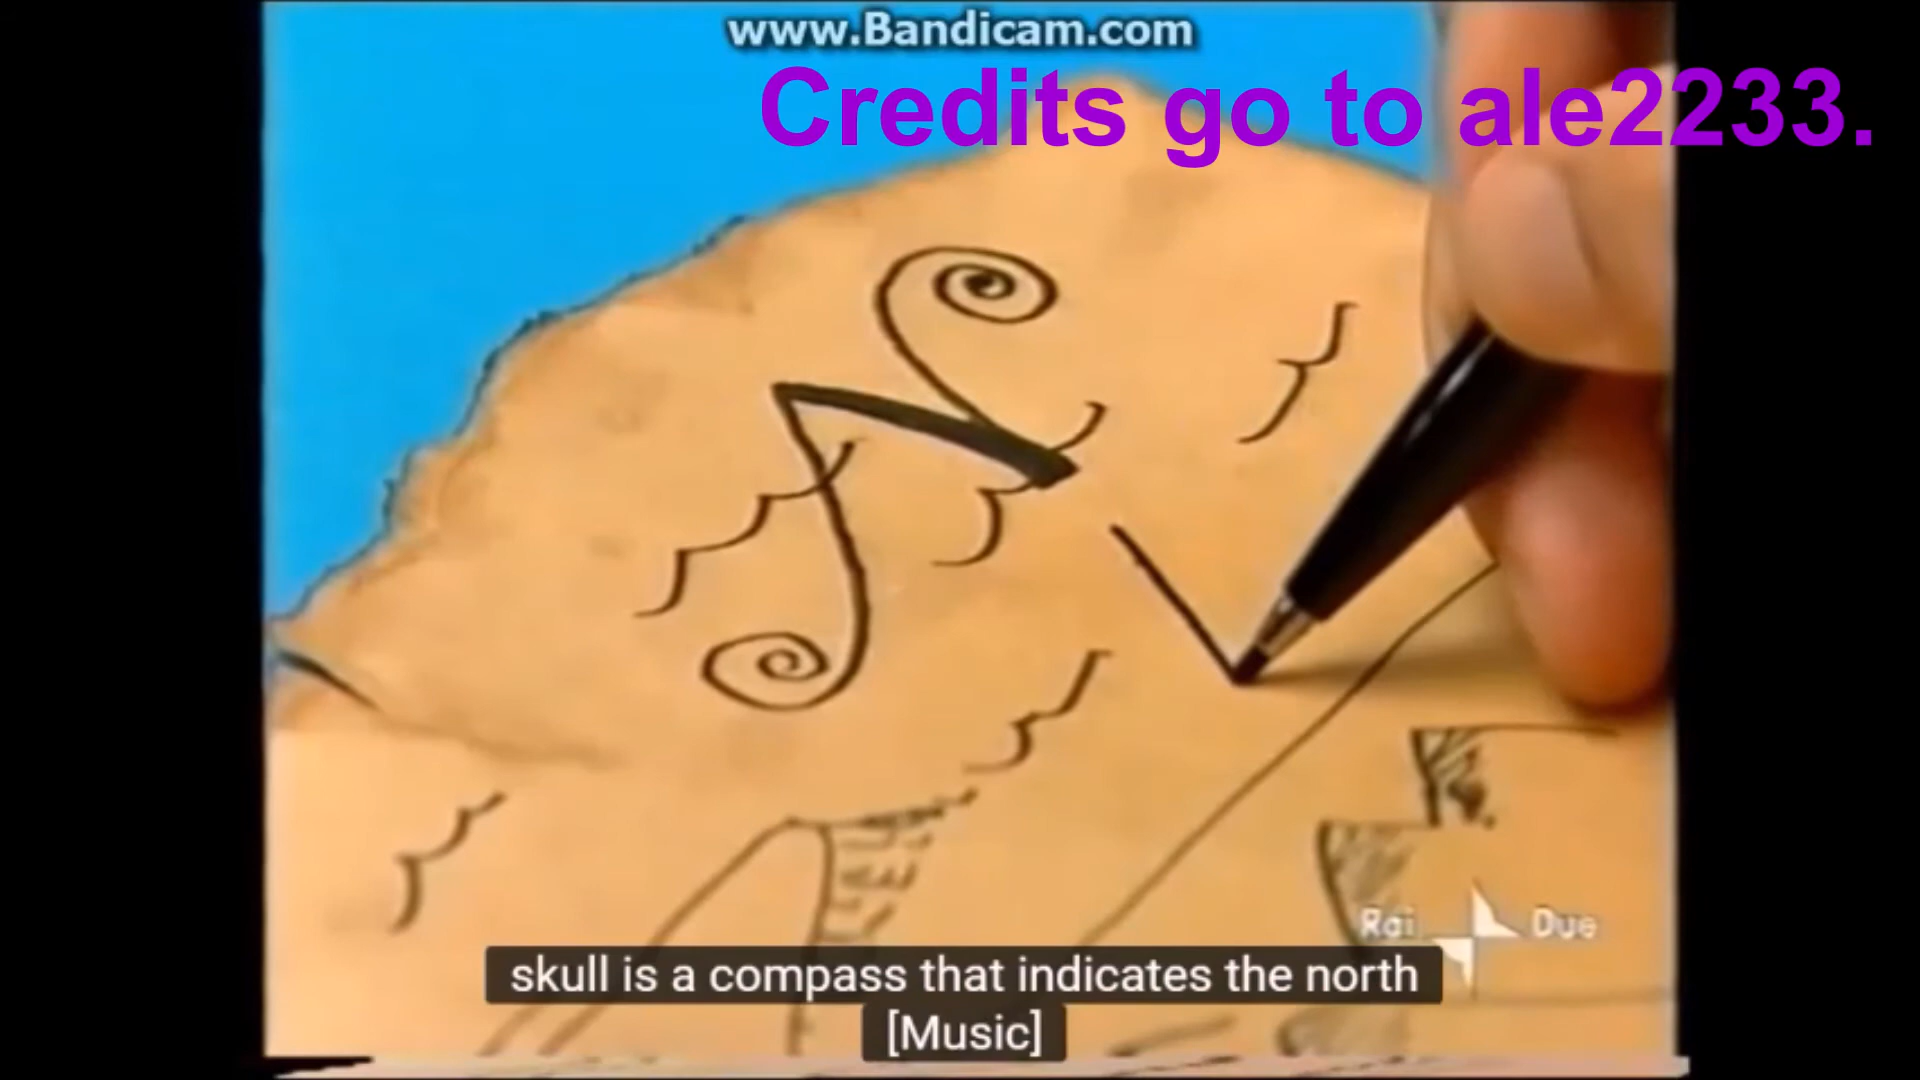 www.Bandicam.com
Credits go to ale2233.
N
Rai Due
skull is a compass that indicates the north
[Music]